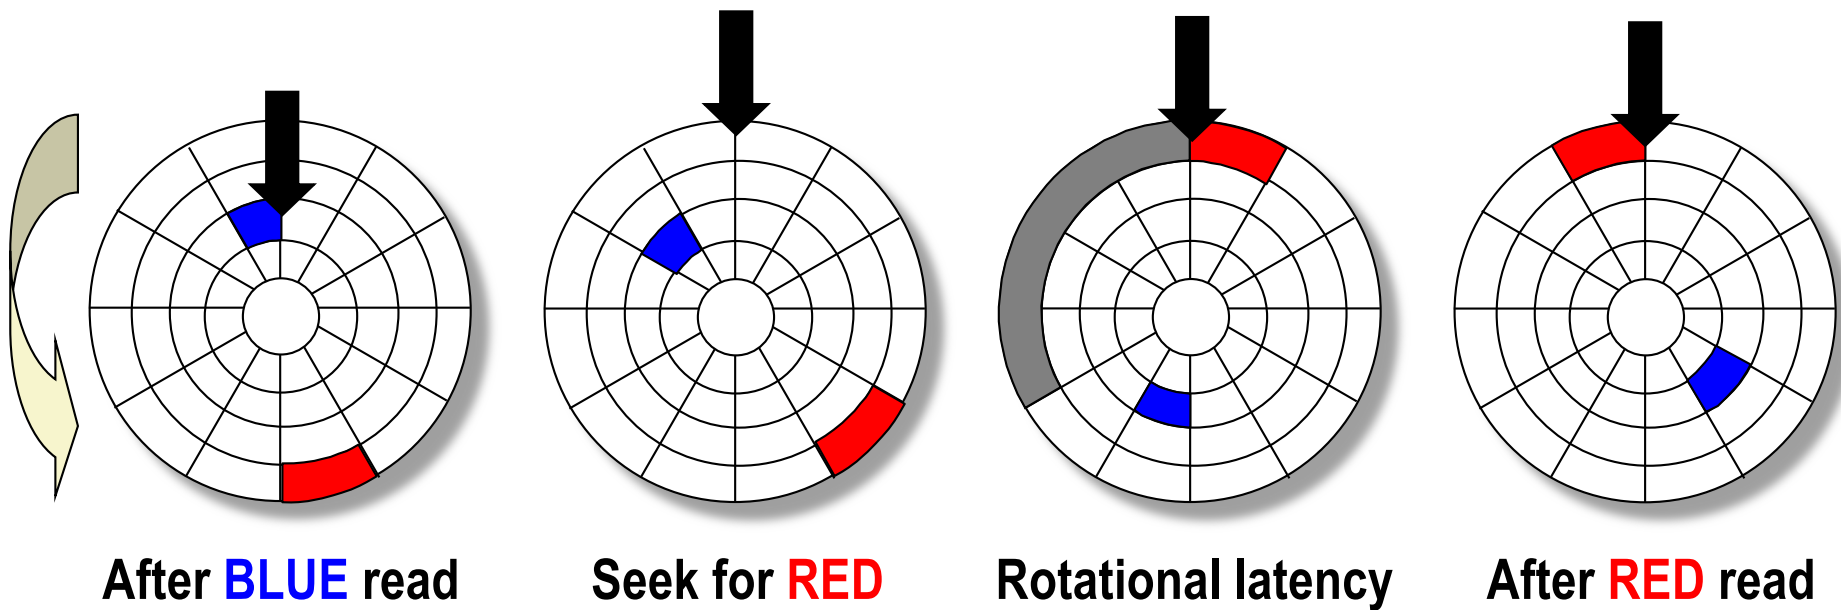 After BLUE read
Seek for RED
Rotational latency
After RED read